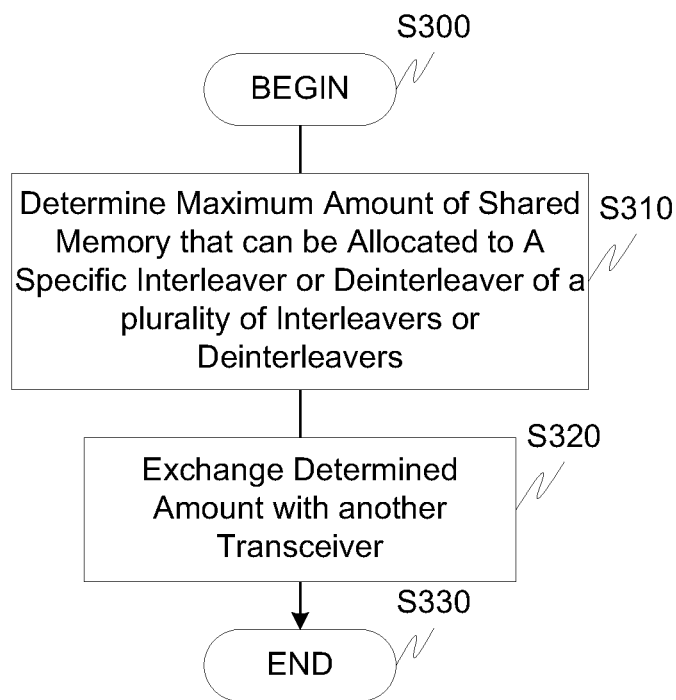 S300
BEGIN
Determine Maximum Amount of Shared
Memory that can be Allocated to A
Specific Interleaver or Deinterleaver of a
plurality of Interleavers or
Deinterleavers
S310
Exchange Determined
Amount with another
Transceiver
S320
S330
END